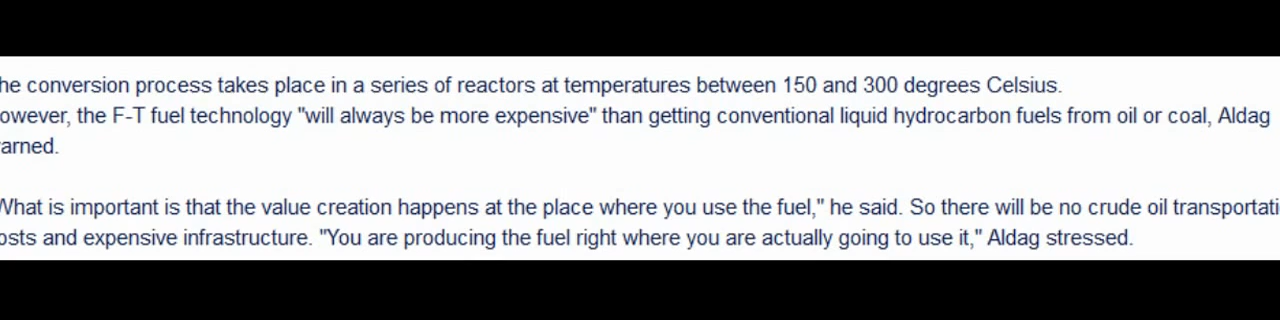 he conversion process takes place in a series of reactors at temperatures between 150 and 300 degrees Celsius.
owever, the F-T fuel technology "will always be more expensive" than getting conventional liquid hydrocarbon fuels from oil or coal, Aldag
arned.
What is important is that the value creation happens at the place where you use the fuel," he said. So there will be no crude oil transportati
osts and expensive infrastructure. "You are producing the fuel right where you are actually going to use it," Aldag stressed.